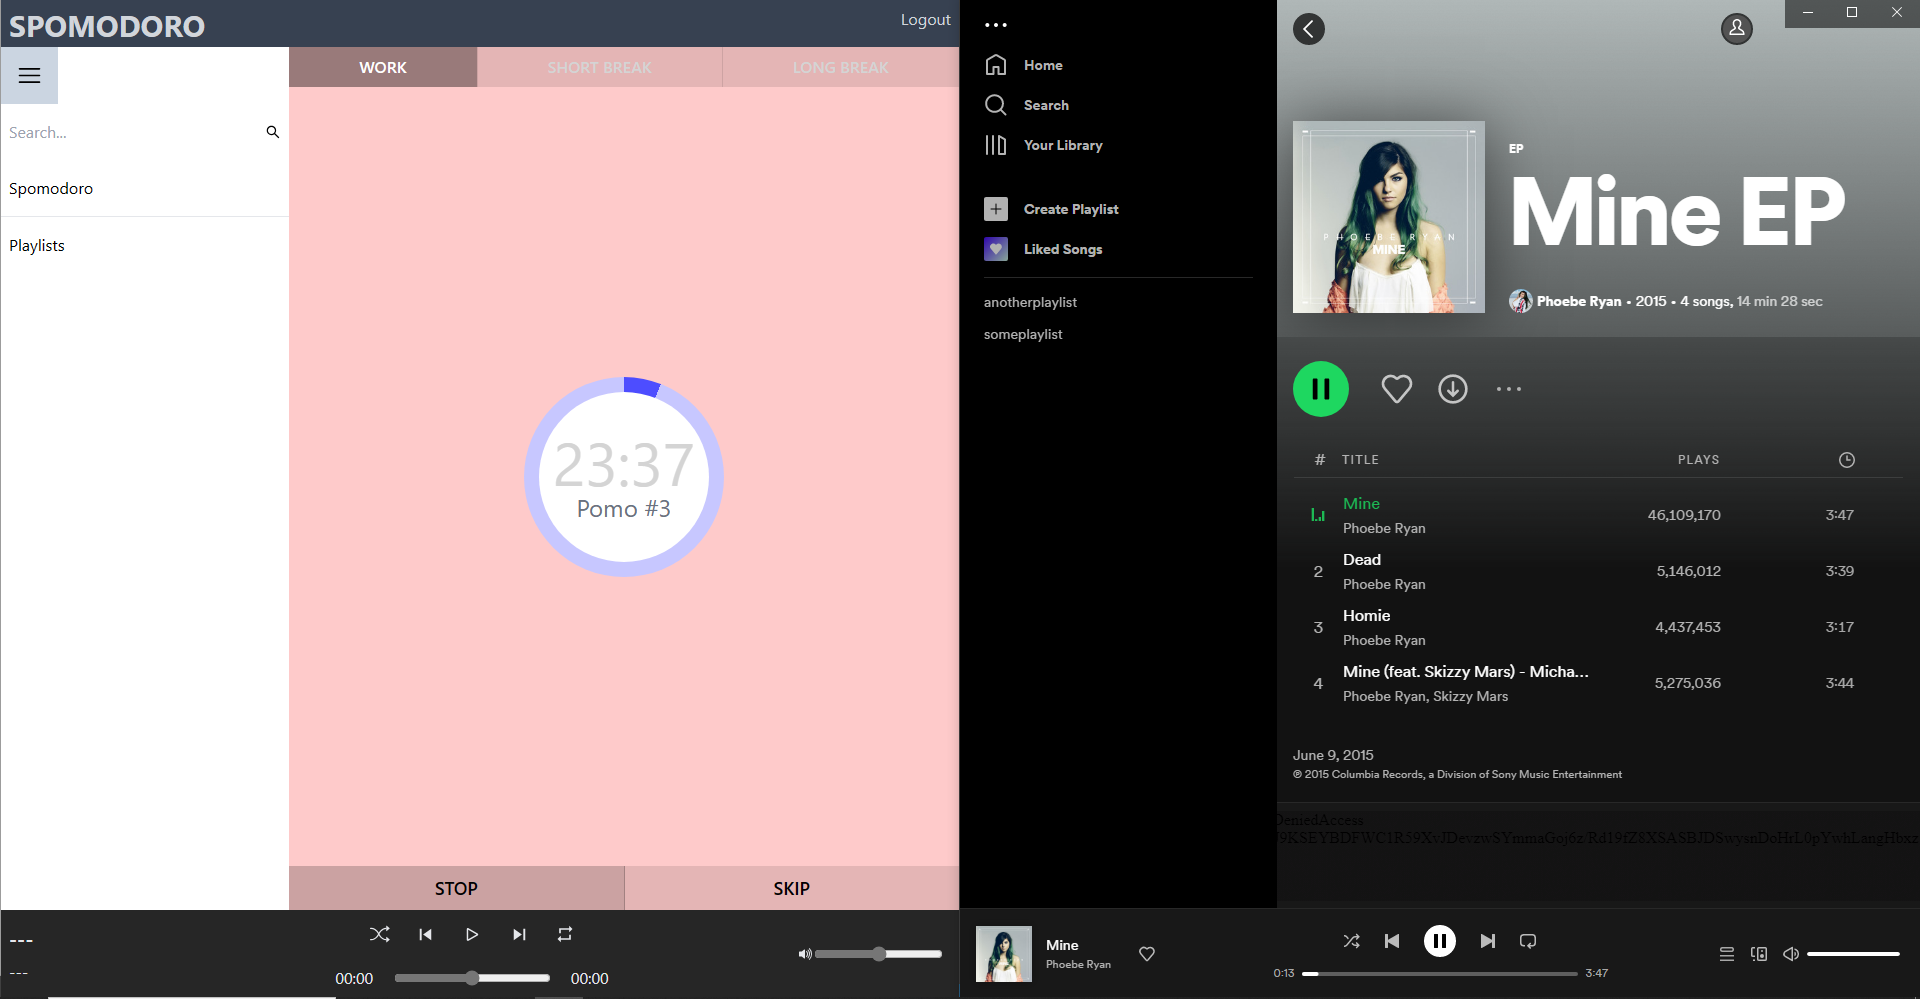 SPOMODORO
Logout
Search...
Spomodoro
Playlists
WORK
SHORT BREAK
LONG BREAK
23:37
Pomo #3
STOP
SKIP
---
---
00:00
00:00
Home
Search
Your Library
Create Playlist
Liked Songs
anotherplaylist
someplaylist
PHOEBE RYAN
MINE
EP
Mine EP
Phoebe Ryan • 2015 • 4 songs, 14 min 28 sec
# TITLE PLAYS
Mine
Phoebe Ryan
46,109,170 3:47
2 Dead
Phoebe Ryan
5,146,012 3:39
3 Homie
Phoebe Ryan
4,437,453 3:17
4 Mine (feat. Skizzy Mars) - Micha...
Phoebe Ryan, Skizzy Mars
5,275,036 3:44
June 9, 2015
℗ 2015 Columbia Records, a Division of Sony Music Entertainment
DeniedAccess
Mine
Phoebe Ryan
0:13
3:47